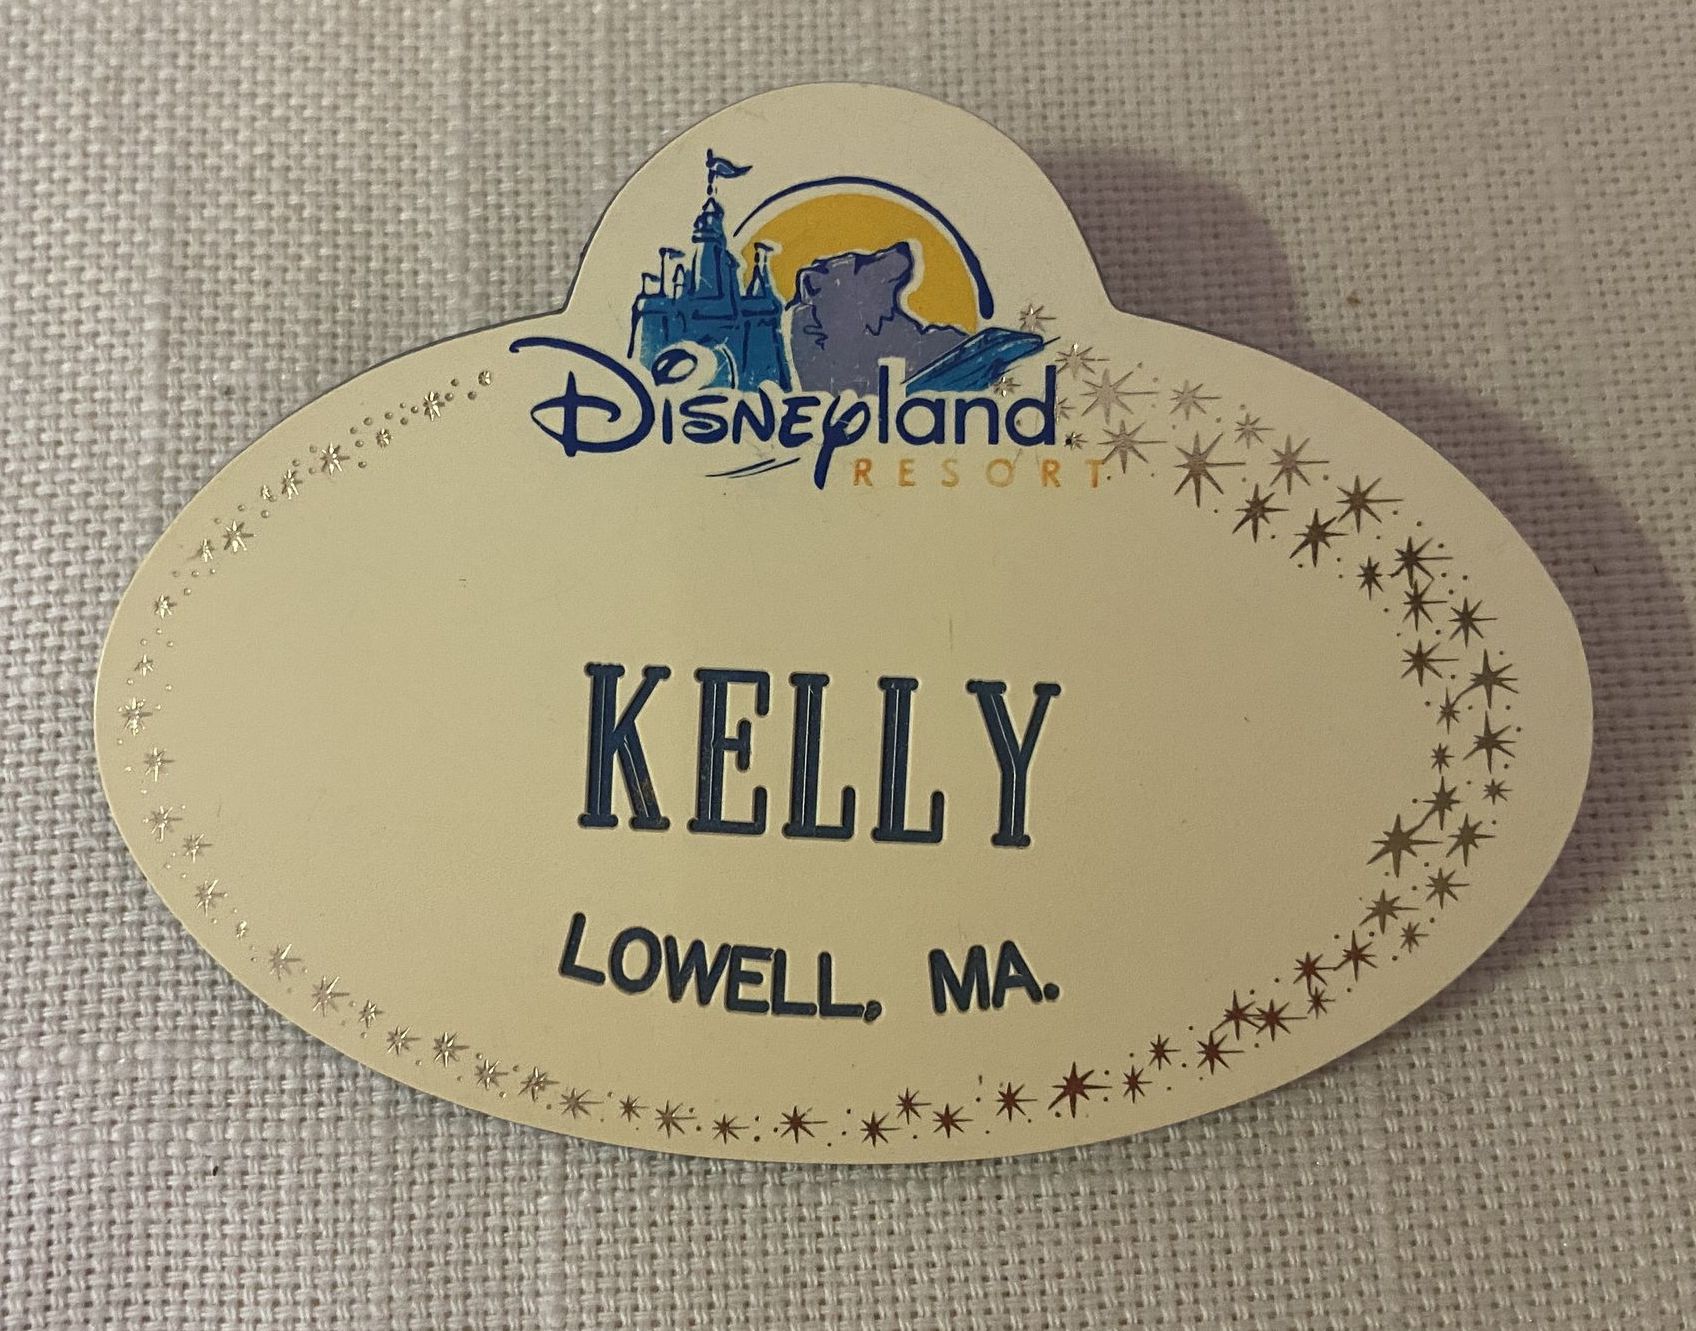 Disneyland
RESORT
KELLY
LOWELL, MA.